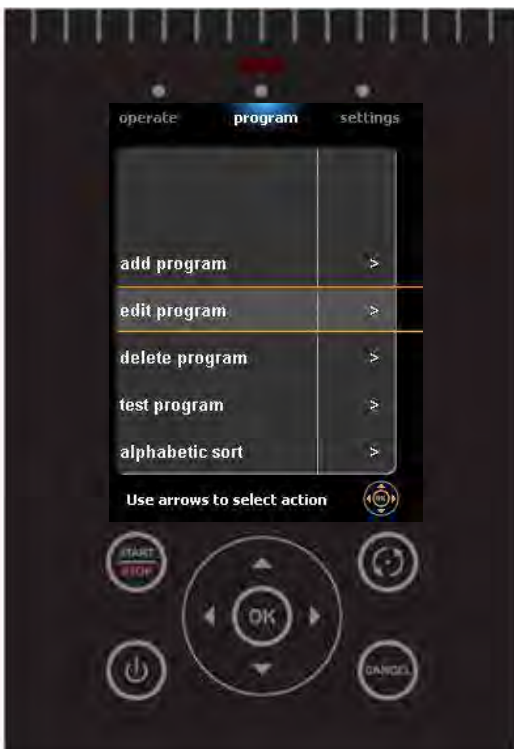 operate program settings
add program >
edit program >
delete program >
test program >
alphabetic sort >
Use arrows to select action OK
START
STOP
OK
CANCEL